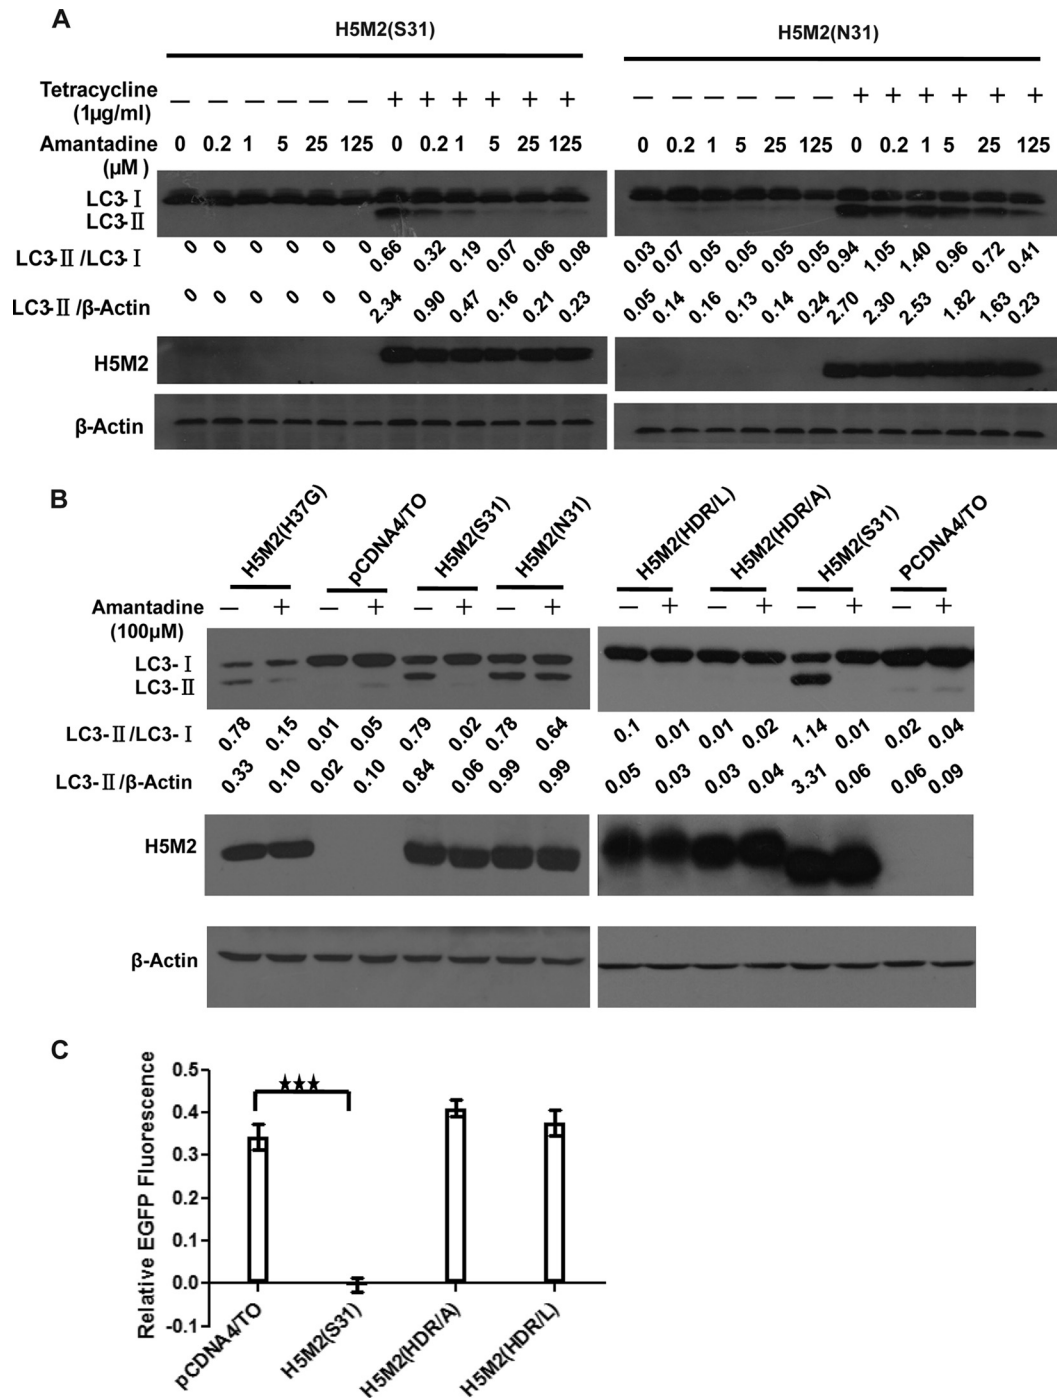 A
H5M2(S31)
H5M2(N31)
Tetracycline
(1µg/ml)
— — — — — — + + + + + +
— — — — — — + + + + + +
Amantadine
(µM )
0 0.2 1 5 25 125 0 0.2 1 5 25 125
0 0.2 1 5 25 125 0 0.2 1 5 25 125
LC3-Ⅰ
LC3-Ⅱ
LC3-Ⅱ/LC3-Ⅰ
0 0 0 0 0 0 0.66 0.32 0.19 0.07 0.06 0.08
0.03 0.07 0.05 0.05 0.05 0.05 0.94 1.05 1.40 0.96 0.72 0.41
LC3-Ⅱ/β-Actin
0 0 0 0 0 0 2.34 0.90 0.47 0.16 0.21 0.23
0.05 0.14 0.16 0.13 0.14 0.24 2.70 2.30 2.53 1.82 1.63 0.23
H5M2
β-Actin
B
H5M2(H37G) pCDNA4/TO H5M2(S31) H5M2(N31)
H5M2(HDR/L) H5M2(HDR/A) H5M2(S31) PCDNA4/TO
Amantadine
(100µM)
— + — + — + — +
— + — + — + — +
LC3-Ⅰ
LC3-Ⅱ
LC3-Ⅱ/LC3-Ⅰ
0.78 0.15 0.01 0.05 0.79 0.02 0.78 0.64
0.1 0.01 0.01 0.02 1.14 0.01 0.02 0.04
LC3-Ⅱ/β-Actin
0.33 0.10 0.02 0.10 0.84 0.06 0.99 0.99
0.05 0.03 0.03 0.04 3.31 0.06 0.06 0.09
H5M2
β-Actin
C
Relative EGFP Fluorescence
0.5
0.4
0.3
0.2
0.1
0.0
-0.1
★★★
pCDNA4/TO
H5M2(S31)
H5M2(HDR/A)
H5M2(HDR/L)